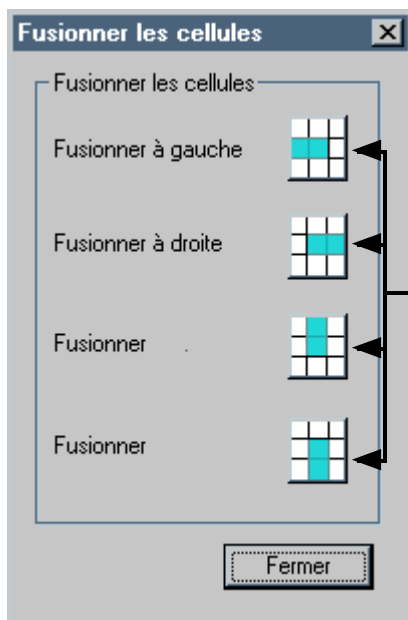 Fusionner les cellules
Fusionner les cellules
Fusionner à gauche
Fusionner à droite
Fusionner
Fusionner
Fermer